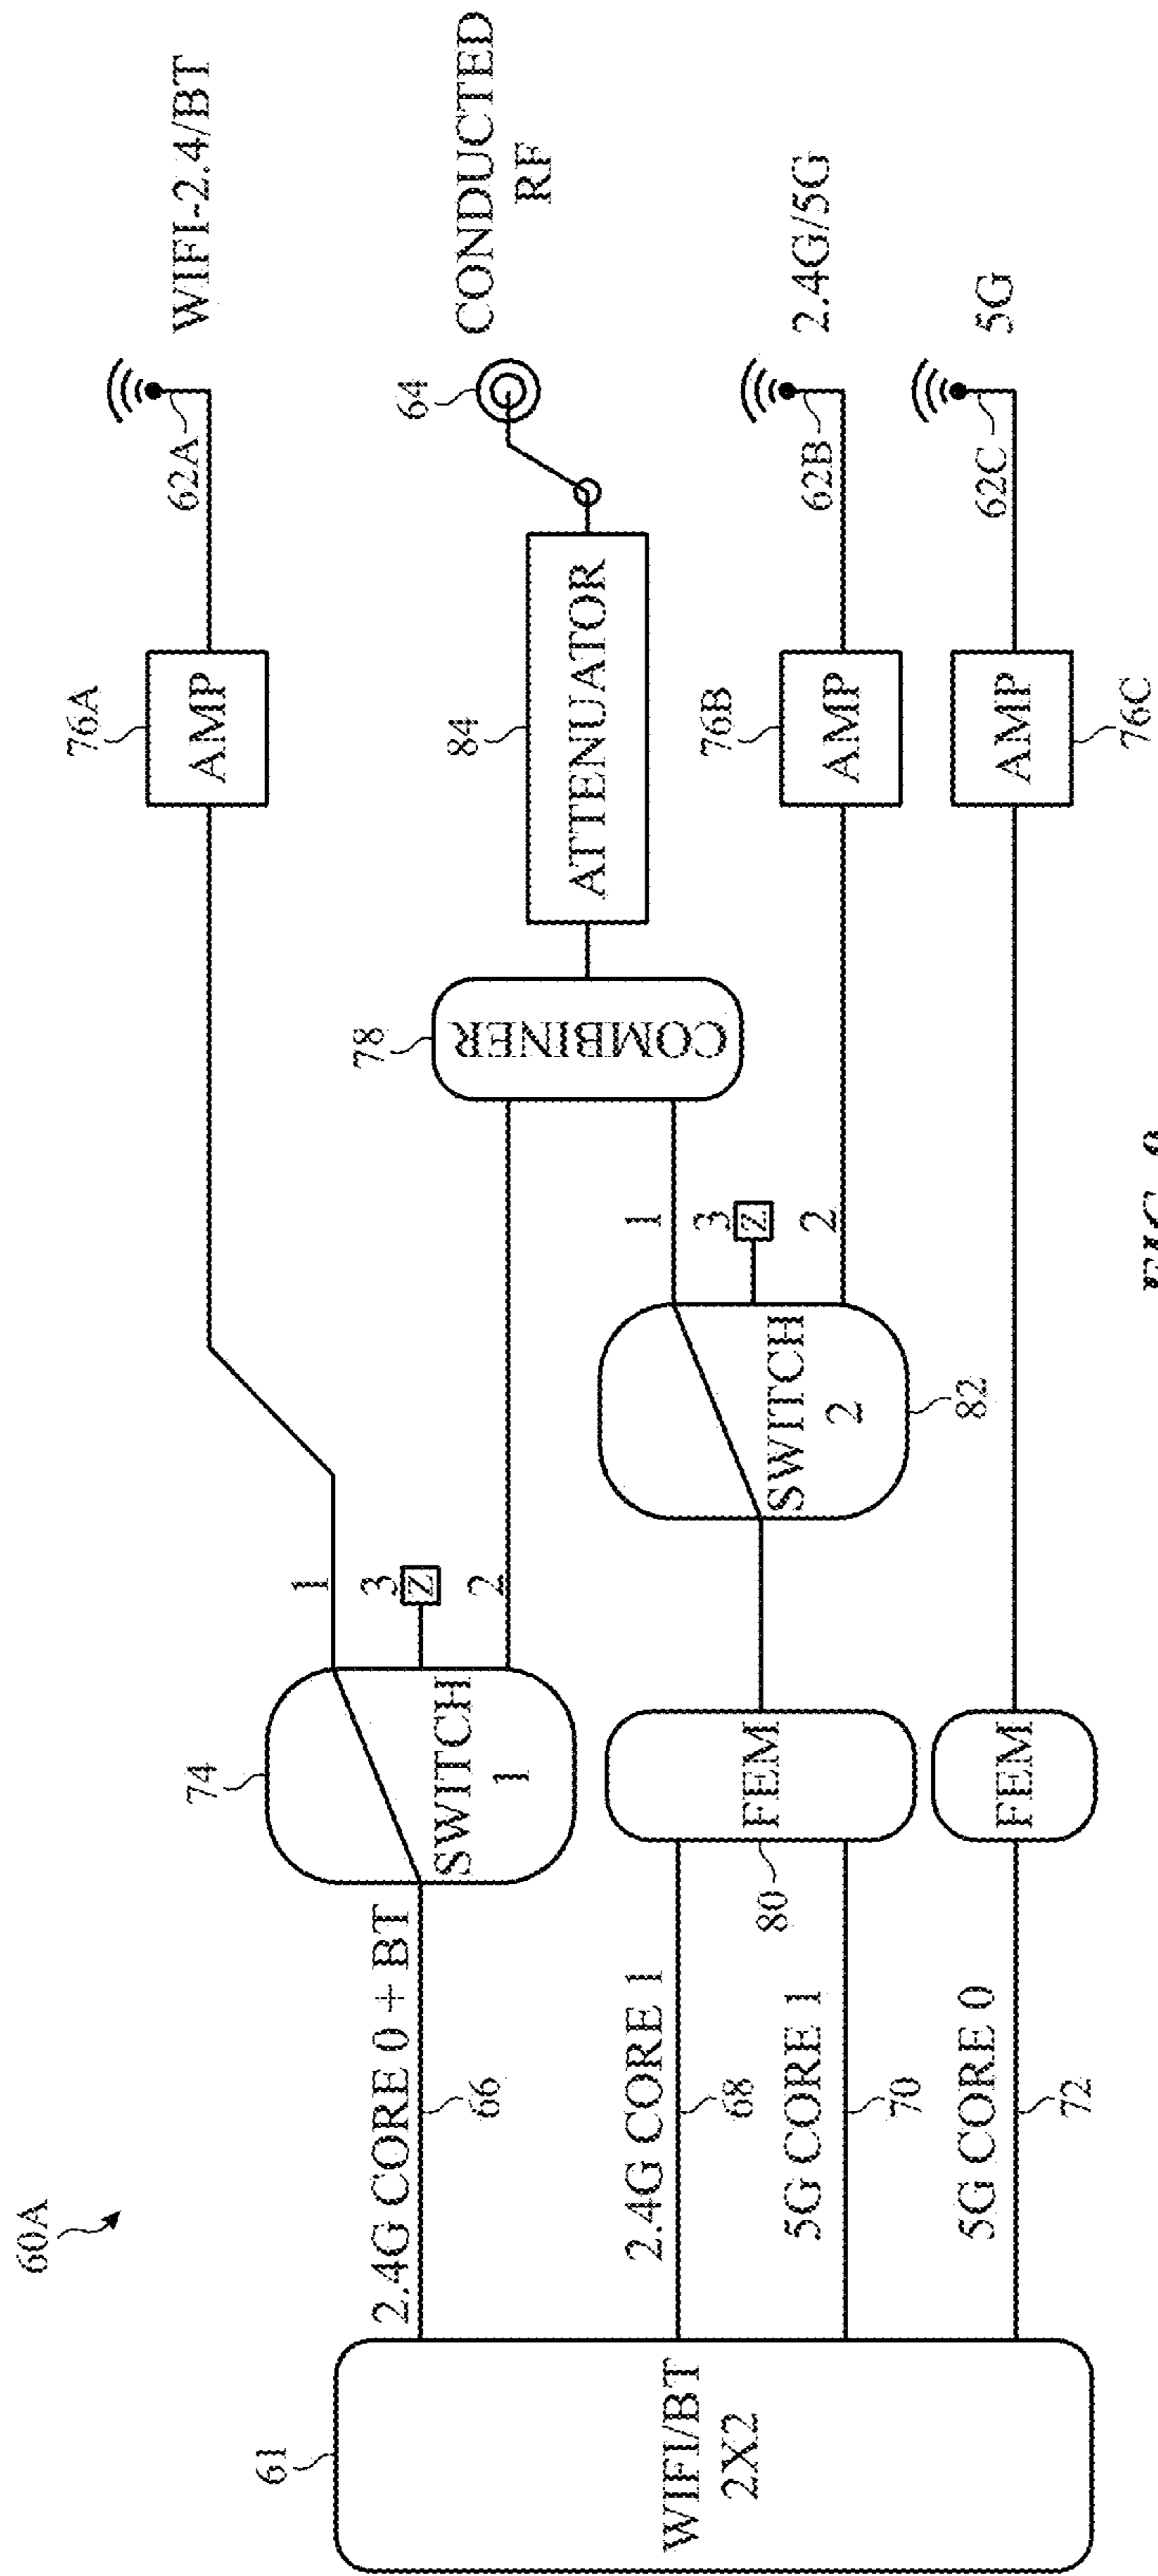 60A
61
WIFI/BT
2X2
2.4G CORE 0 + BT
66
2.4G CORE 1
68
5G CORE 1
70
5G CORE 0
72
74
SWITCH
1
1
3
Z
2
FEM
80
FEM
SWITCH
2
82
1
3
Z
2
78
COMBINER
84
ATTENUATOR
76A
AMP
76B
AMP
76C
AMP
62A
WIFI-2.4/BT
64
CONDUCTED
RF
62B
2.4G/5G
62C
5G